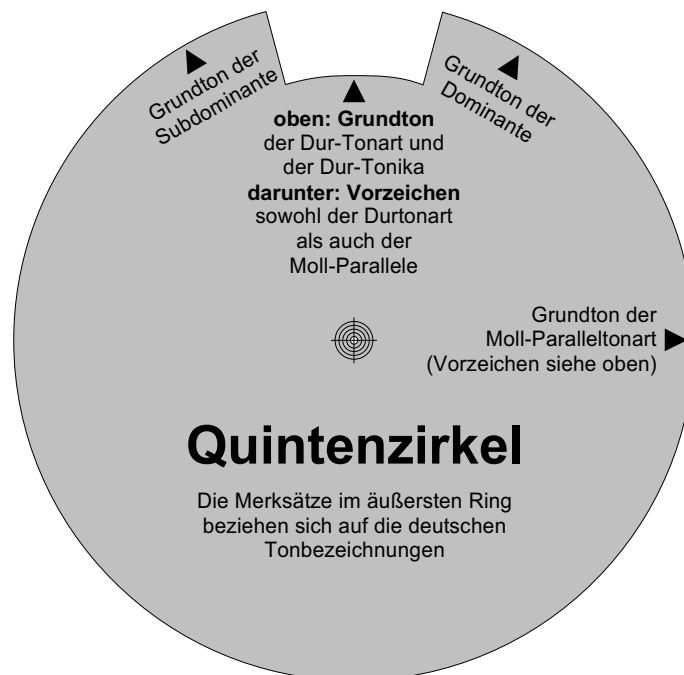 Grundton der
Subdominante
oben: Grundton
der Dur-Tonart und
der Dur-Tonika
darunter: Vorzeichen
sowohl der Durtonart
als auch der
Moll-Parallele
Grundton der
Dominante
Grundton der
Moll-Paralleltonart
(Vorzeichen siehe oben)
Quintenzirkel
Die Merksätze im äußersten Ring
beziehen sich auf die deutschen
Tonbezeichnungen